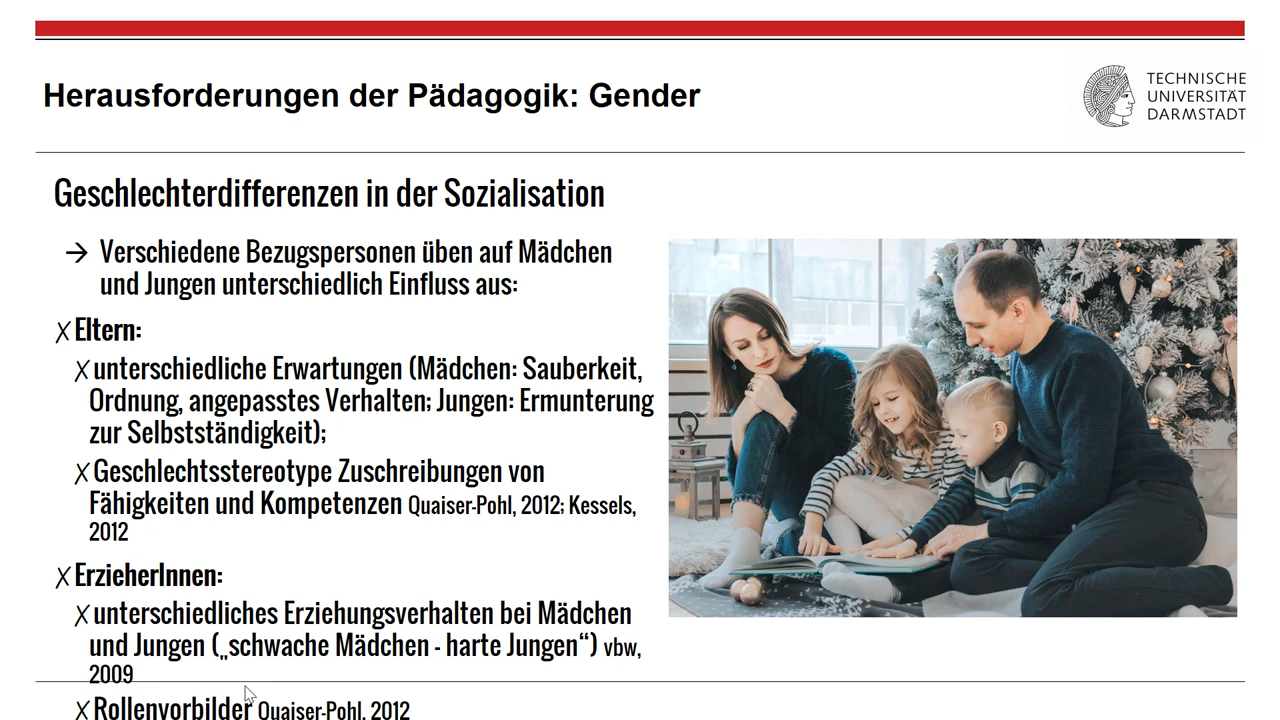 Herausforderungen der Pädagogik: Gender
TECHNISCHE
UNIVERSITÄT
DARMSTADT
Geschlechterdifferenzen in der Sozialisation
→ Verschiedene Bezugspersonen üben auf Mädchen
und Jungen unterschiedlich Einfluss aus:
✗ Eltern:
✗ unterschiedliche Erwartungen (Mädchen: Sauberkeit,
Ordnung, angepasstes Verhalten; Jungen: Ermunterung
zur Selbstständigkeit);
✗ Geschlechtsstereotype Zuschreibungen von
Fähigkeiten und Kompetenzen Quaiser-Pohl, 2012; Kessels,
2012
✗ ErzieherInnen:
✗ unterschiedliches Erziehungsverhalten bei Mädchen
und Jungen („schwache Mädchen - harte Jungen“) vbw,
2009
✗ Rollenvorbilder Quaiser-Pohl, 2012